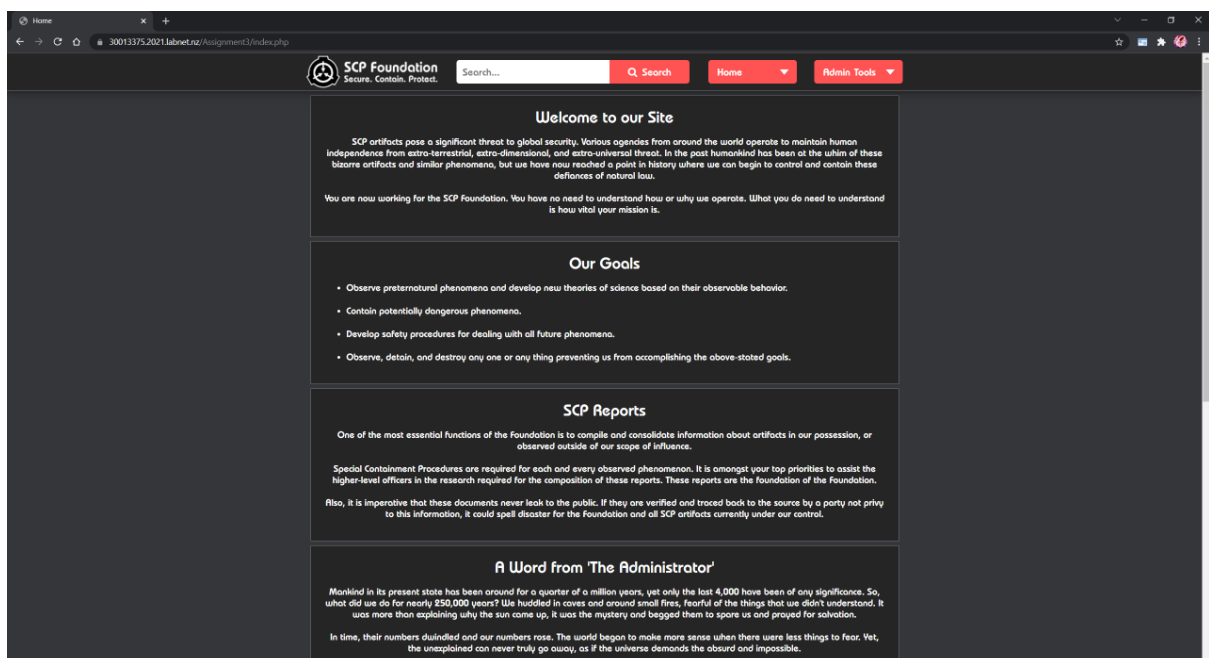 Home
30013375.2021.labnet.nz/Assignment3/index.php
SCP Foundation
Secure. Contain. Protect.
Search...
Search
Home
Admin Tools
Welcome to our Site
SCP artifacts pose a significant threat to global security. Various agencies from around the world operate to maintain human
independence from extra-terrestrial, extra-dimensional, and extra-universal threat. In the past humankind has been at the whim of these
bizarre artifacts and similar phenomena, but we have now reached a point in history where we can begin to control and contain these
defiances of natural law.
You are now working for the SCP Foundation. You have no need to understand how or why we operate. What you do need to understand
is how vital your mission is.
Our Goals
• Observe preternatural phenomena and develop new theories of science based on their observable behavior.
• Contain potentially dangerous phenomena.
• Develop safety procedures for dealing with all future phenomena.
• Observe, detain, and destroy any one or any thing preventing us from accomplishing the above-stated goals.
SCP Reports
One of the most essential functions of the Foundation is to compile and consolidate information about artifacts in our possession, or
observed outside of our scope of influence.
Special Containment Procedures are required for each and every observed phenomenon. It is amongst your top priorities to assist the
higher-level officers in the research required for the composition of these reports. These reports are the foundation of the Foundation.
Also, it is imperative that these documents never leak to the public. If they are verified and traced back to the source by a party not privy
to this information, it could spell disaster for the Foundation and all SCP artifacts currently under our control.
A Word from 'The Administrator'
Mankind in its present state has been around for a quarter of a million years, yet only the last 4,000 have been of any significance. So,
what did we do for nearly 250,000 years? We huddled in caves and around small fires, fearful of the things that we didn't understand. It
was more than explaining why the sun came up, it was the mystery and begged them to spare us and prayed for salvation.
In time, their numbers dwindled and our numbers rose. The world began to make more sense when there were less things to fear. Yet,
the unexplained can never truly go away, as if the universe demands the absurd and impossible.